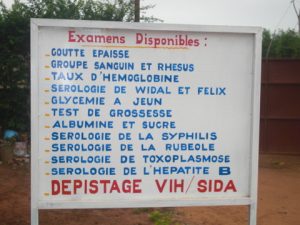 Examens Disponibles :
_ GOUTTE EPAISSE
_ GROUPE SANGUIN ET RHESUS
_ TAUX D'HEMOGLOBINE
_ SEROLOGIE DE WIDAL ET FELIX
_ GLYCEMIE A JEUN
_ TEST DE GROSSESSE
_ ALBUMINE ET SUCRE
_ SEROLOGIE DE LA SYPHILIS
_ SEROLOGIE DE LA RUBEOLE
_ SEROLOGIE DE TOXOPLASMOSE
_ SEROLOGIE DE L'HEPATITE B
_ DEPISTAGE VIH/SIDA